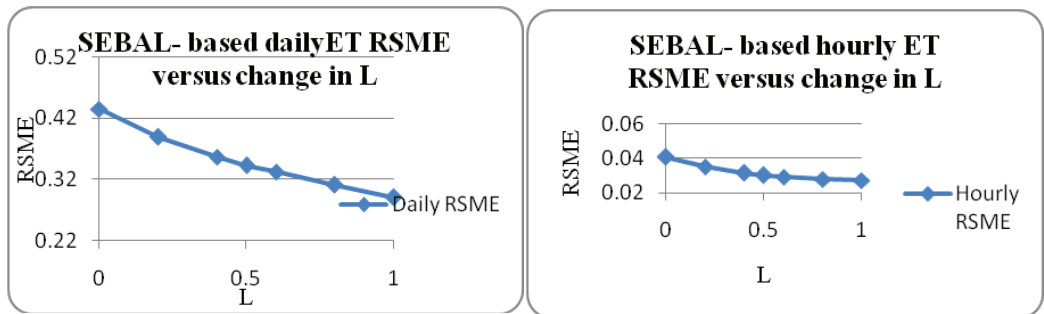 SEBAL- based dailyET RSME
versus change in L
0.52
0.42
0.32
0.22
RSME
Daily RSME
0 0.5 1
L
SEBAL- based hourly ET
RSME versus change in L
0.06
0.04
0.02
RSME
Hourly
RSME
0 0.5 1
L